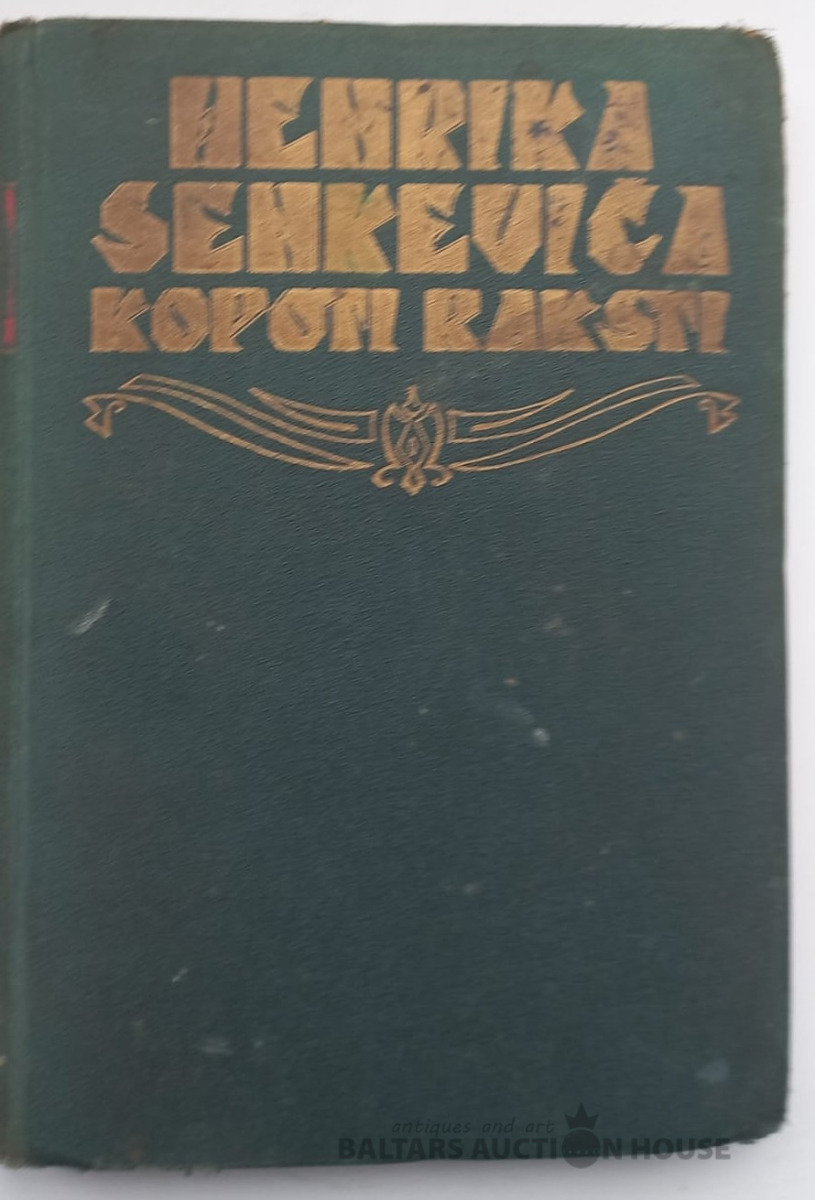 HENRIKA
SENKEVIČA
KOPOTI RAKSTI
antiques and art
BALTARS AUCTION HOUSE